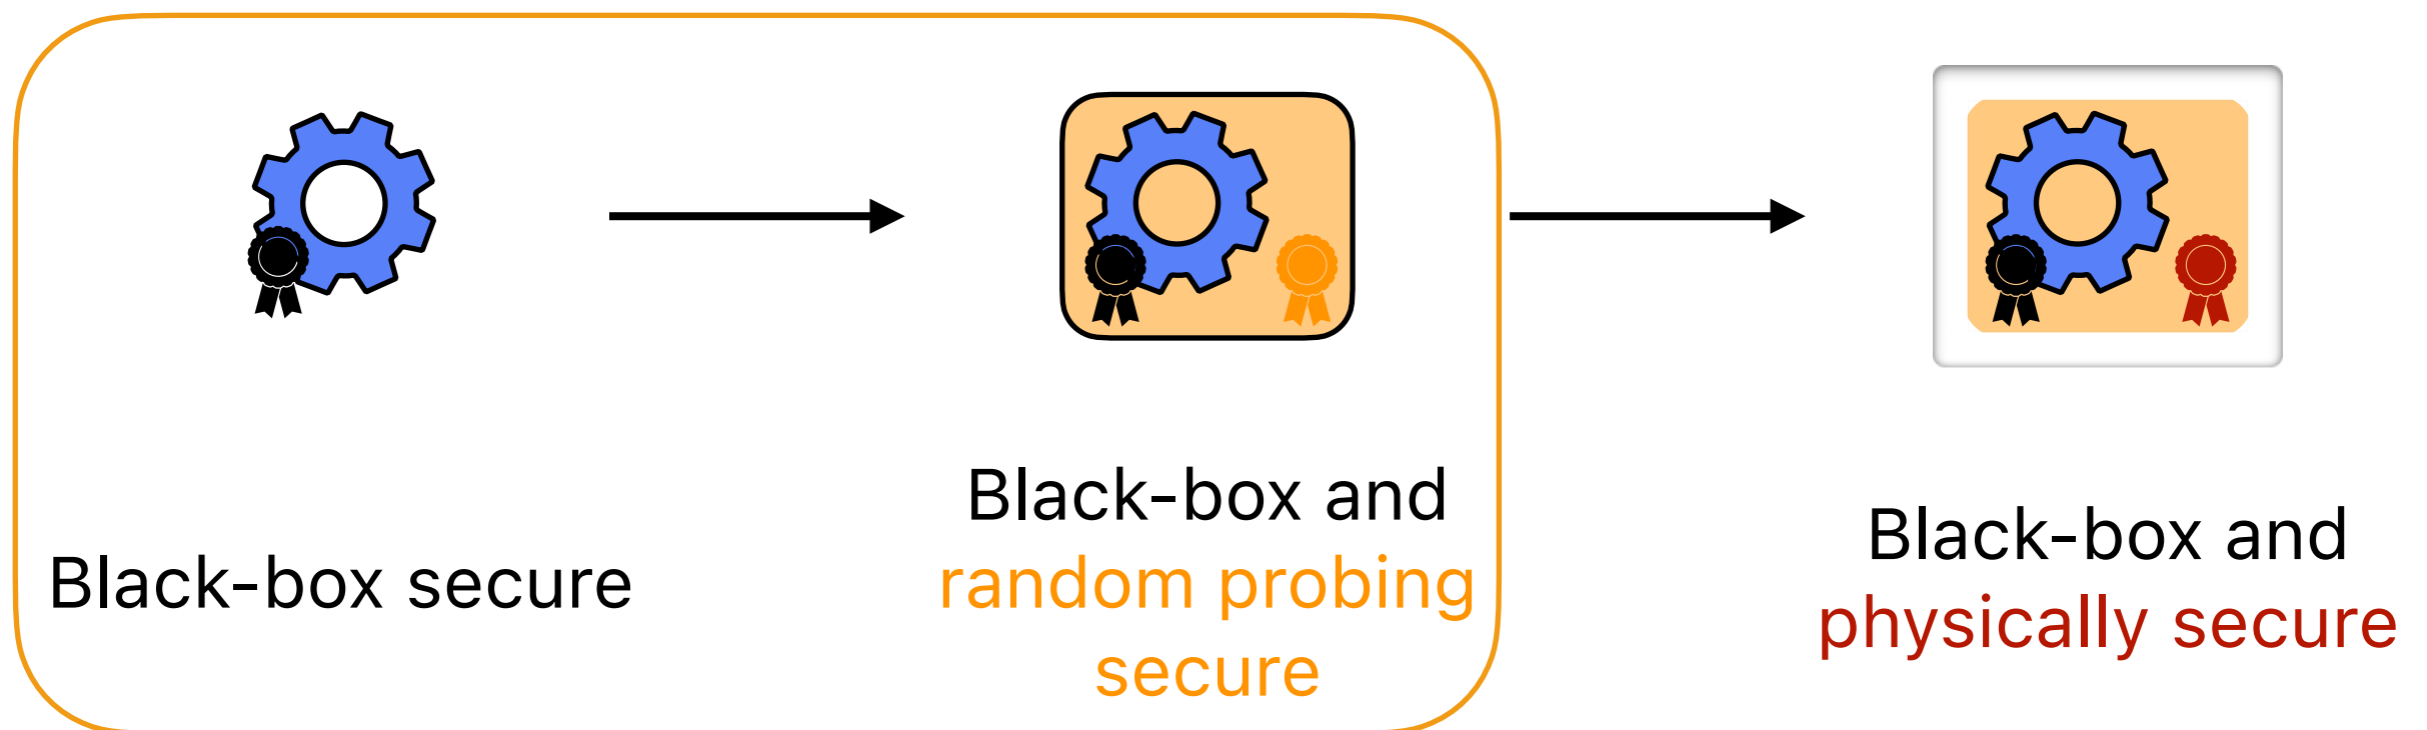 Black-box secure
Black-box and
random probing
secure
Black-box and
physically secure